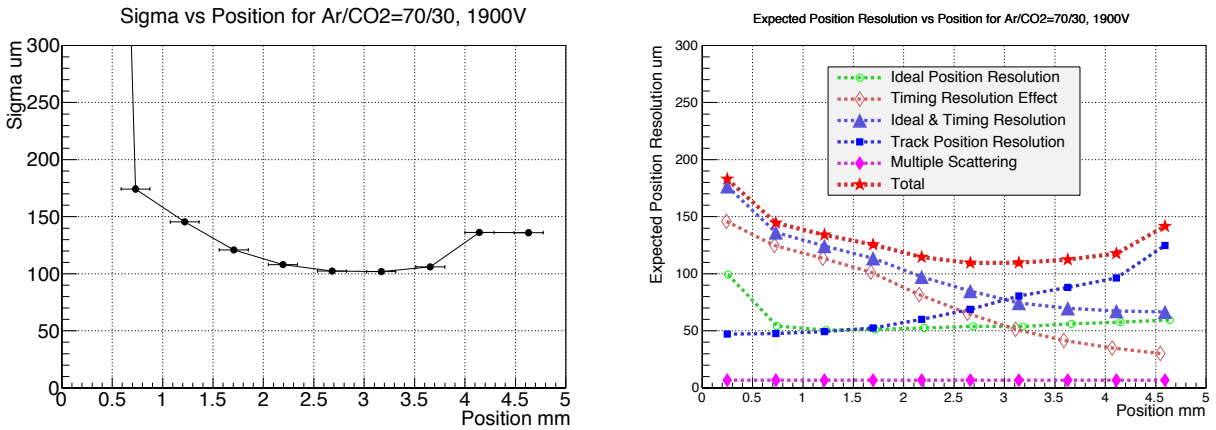 Sigma vs Position for Ar/CO2=70/30, 1900V
Sigma um
300
250
200
150
100
50
0
0 0.5 1 1.5 2 2.5 3 3.5 4 4.5 5
Position mm
Expected Position Resolution vs Position for Ar/CO2=70/30, 1900V
Expected Position Resolution um
300
250
200
150
100
50
0
Ideal Position Resolution
Timing Resolution Effect
Ideal & Timing Resolution
Track Position Resolution
Multiple Scattering
Total
0 0.5 1 1.5 2 2.5 3 3.5 4 4.5 5
Position mm